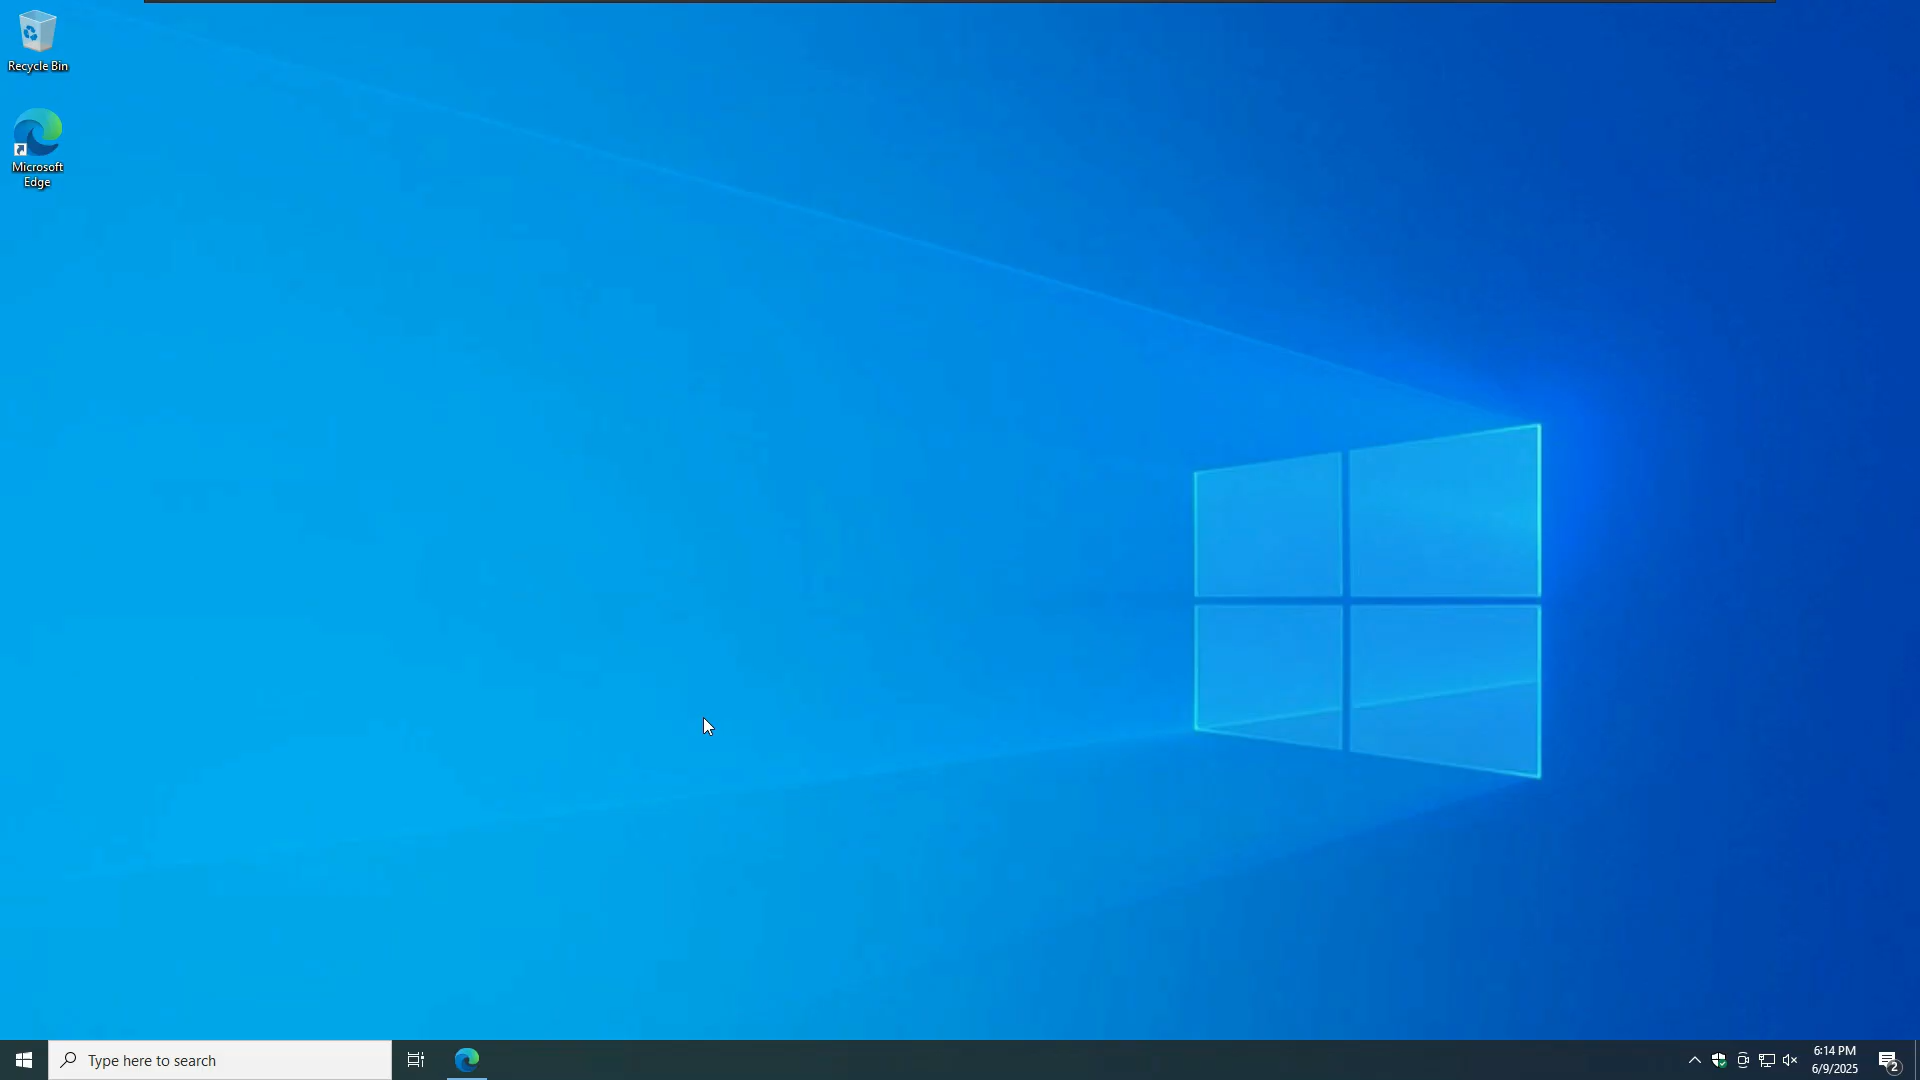 Recycle Bin
Microsoft
Edge
Type here to search
6:14 PM
6/9/2025
2